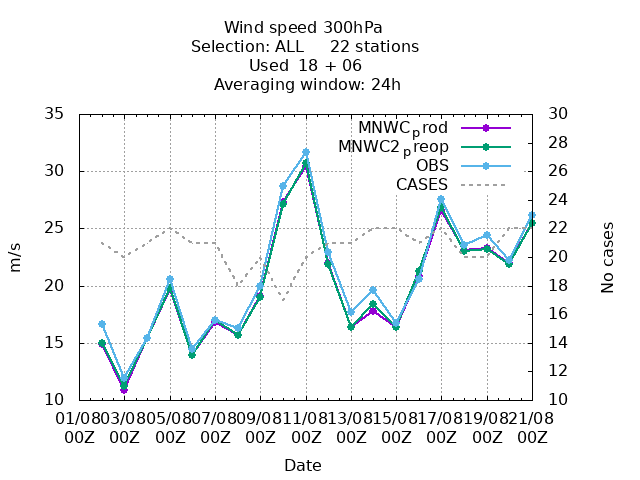 Wind speed 300hPa
Selection: ALL 22 stations
Used 18 + 06
Averaging window: 24h
35
30
25
20
15
10
m/s
30
28
26
24
22
20
18
16
14
12
10
No cases
MNWCprod
MNWC2preop
OBS
CASES
01/08 03/08 05/08 07/08 09/08 11/08 13/08 15/08 17/08 19/08 21/08
00Z 00Z 00Z 00Z 00Z 00Z 00Z 00Z 00Z 00Z 00Z
Date